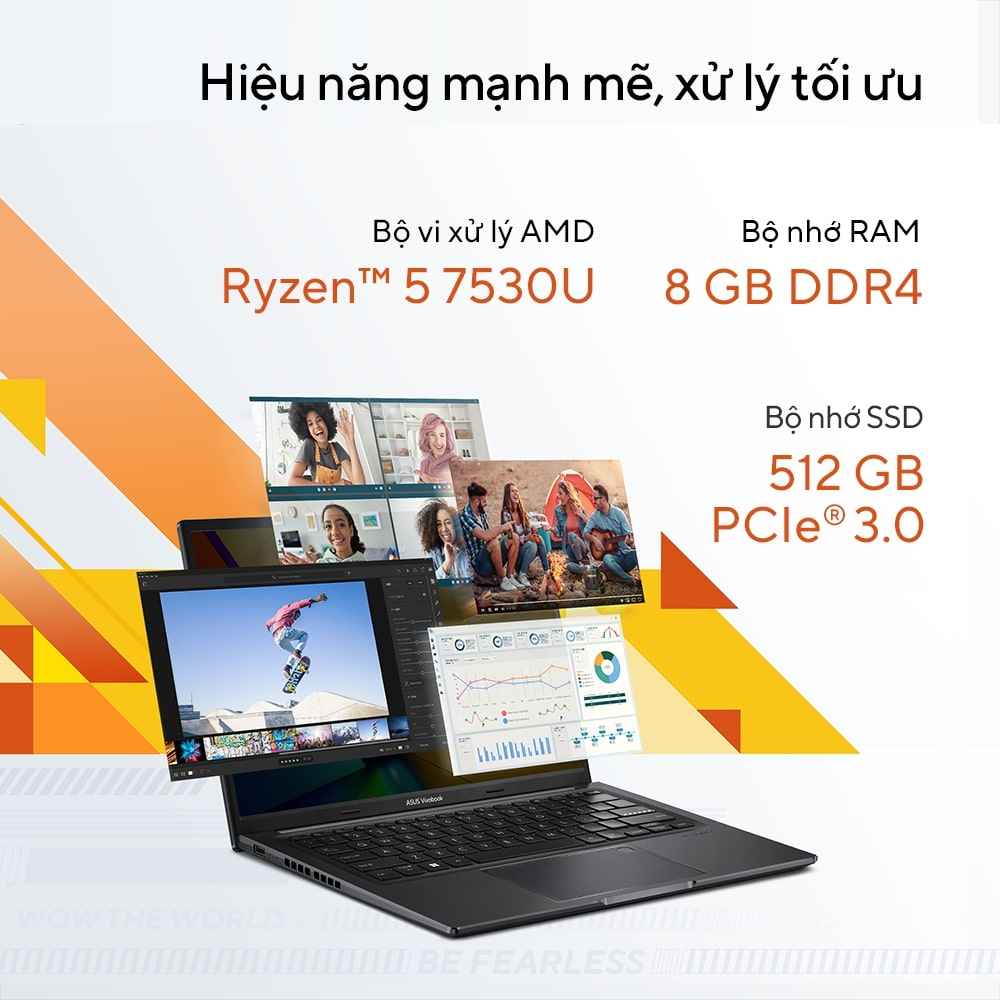 Hiệu năng mạnh mẽ, xử lý tối ưu
Bộ vi xử lý AMD
Ryzen™ 5 7530U
Bộ nhớ RAM
8 GB DDR4
Bộ nhớ SSD
512 GB
PCIe® 3.0
ASUS Vivobook
WOW THE WORLD
BE FEARLESS